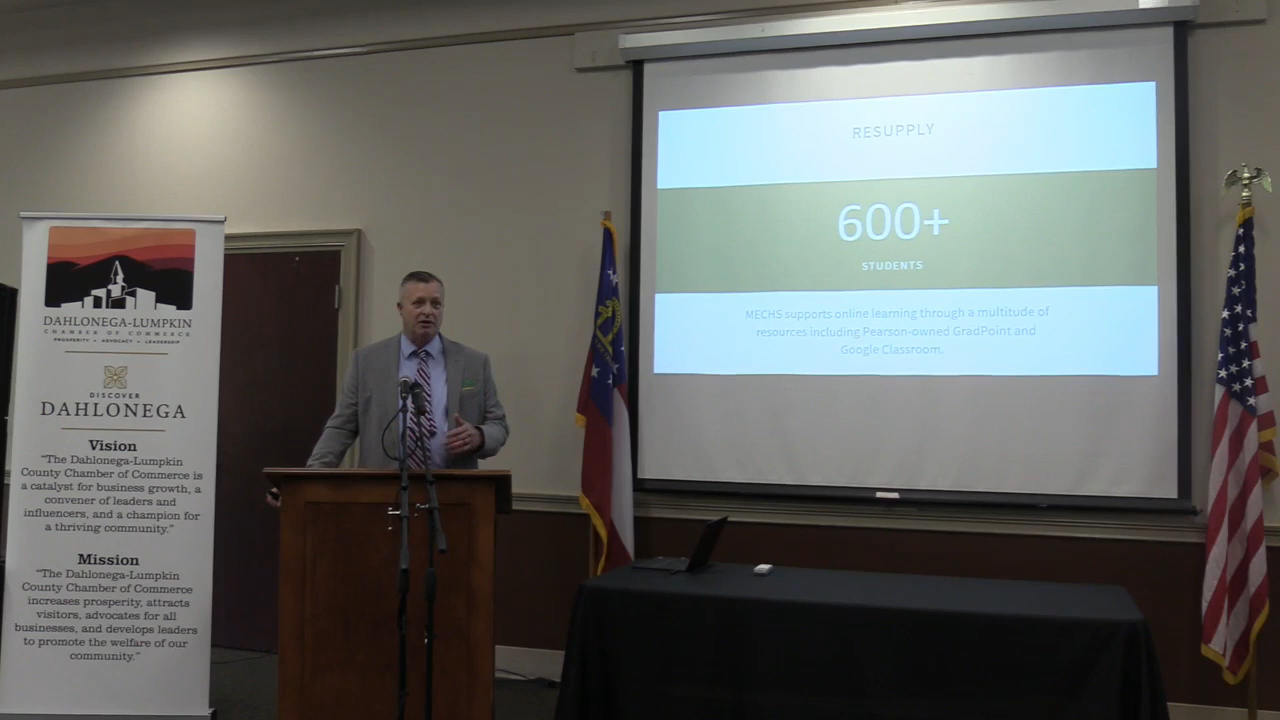 DAHLONEGA-LUMPKIN
CHAMBER OF COMMERCE
PROSPERITY • ADVOCACY • LEADERSHIP
DISCOVER
DAHLONEGA
Vision
"The Dahlonega-Lumpkin
County Chamber of Commerce is
a catalyst for business growth, a
convener of leaders and
influencers, and a champion for
a thriving community."
Mission
"The Dahlonega-Lumpkin
County Chamber of Commerce
increases prosperity, attracts
visitors, advocates for all
businesses, and develops leaders
to promote the welfare of our
community."
RESUPPLY
600+
STUDENTS
MECHS supports online learning through a multitude of
resources including Pearson-owned GradPoint and
Google Classroom.